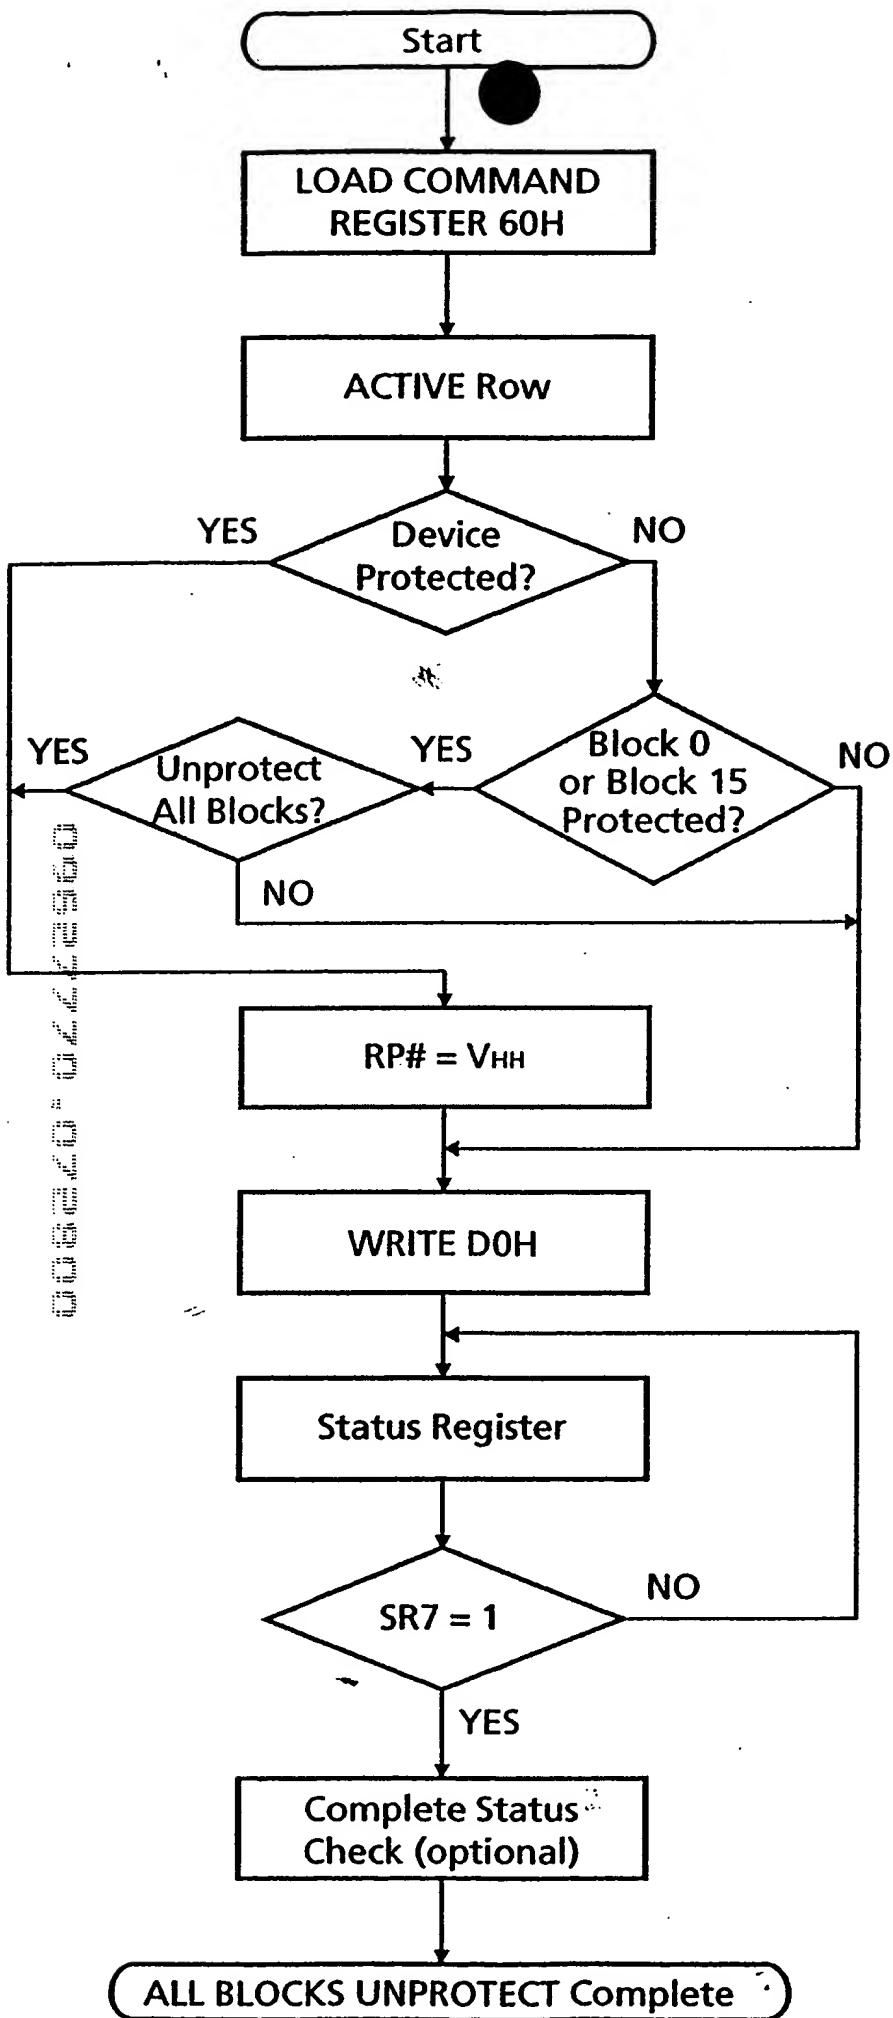 Start
LOAD COMMAND
REGISTER 60H
ACTIVE Row
YES
Device
Protected?
NO
YES
Unprotect
All Blocks?
YES
Block 0
or Block 15
Protected?
NO
NO
RP# = VHH
WRITE D0H
Status Register
SR7 = 1
NO
YES
Complete Status
Check (optional)
ALL BLOCKS UNPROTECT Complete